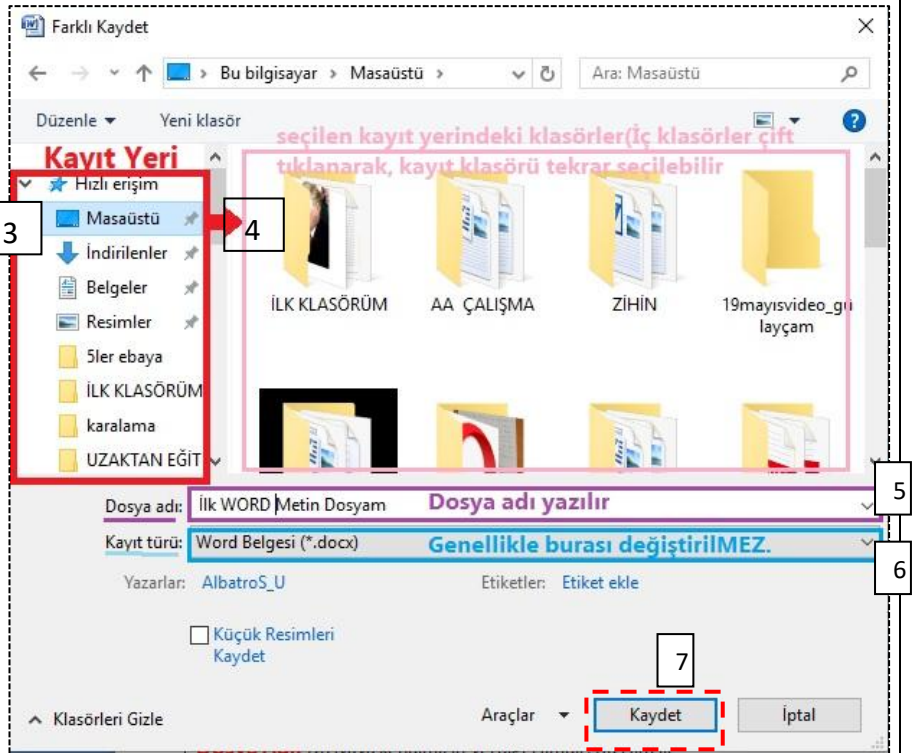 Farklı Kaydet
Bu bilgisayar > Masaüstü >
Ara: Masaüstü
Düzenle
Yeni klasör
seçilen kayıt yerindeki klasörler(İç klasörler çift
tıklanarak, kayıt klasörü tekrar seçilebilir
Kayıt Yeri
Hızlı erişim
3
Masaüstü
4
İndirilenler
Belgeler
Resimler
5ler ebaya
İLK KLASÖRÜM
karalama
UZAKTAN EĞİT
İLK KLASÖRÜM
AA ÇALIŞMA
ZİHİN
19mayısvideo_gü
layçam
5
Dosya adı: İlk WORD Metin Dosyam Dosya adı yazılır
Kayıt türü: Word Belgesi (*.docx) Genellikle burası değiştirilMEZ.
6
Yazarlar: AlbatroS_U
Etiketler: Etiket ekle
Küçük Resimleri
Kaydet
7
Klasörleri Gizle
Araçlar
Kaydet
İptal